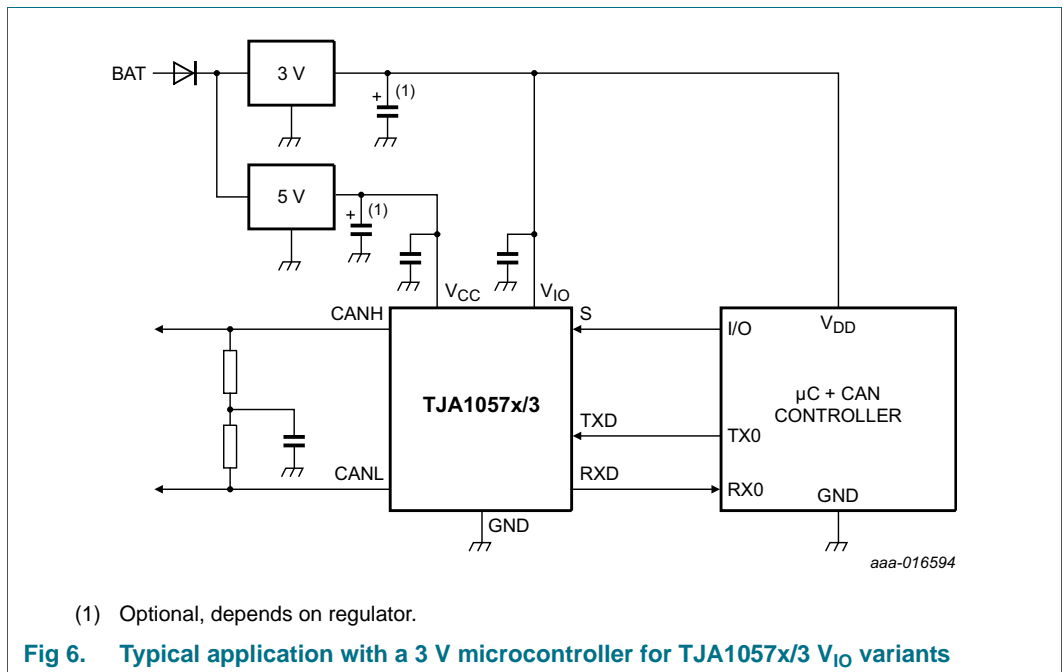 BAT
3 V
+ (1)
5 V
+ (1)
VCC
VIO
CANH
S
I/O
VDD
TJA1057x/3
µC + CAN
CONTROLLER
TXD
TX0
CANL
RXD
RX0
GND
GND
aaa-016594
(1) Optional, depends on regulator.
Fig 6. Typical application with a 3 V microcontroller for TJA1057x/3 VIO variants